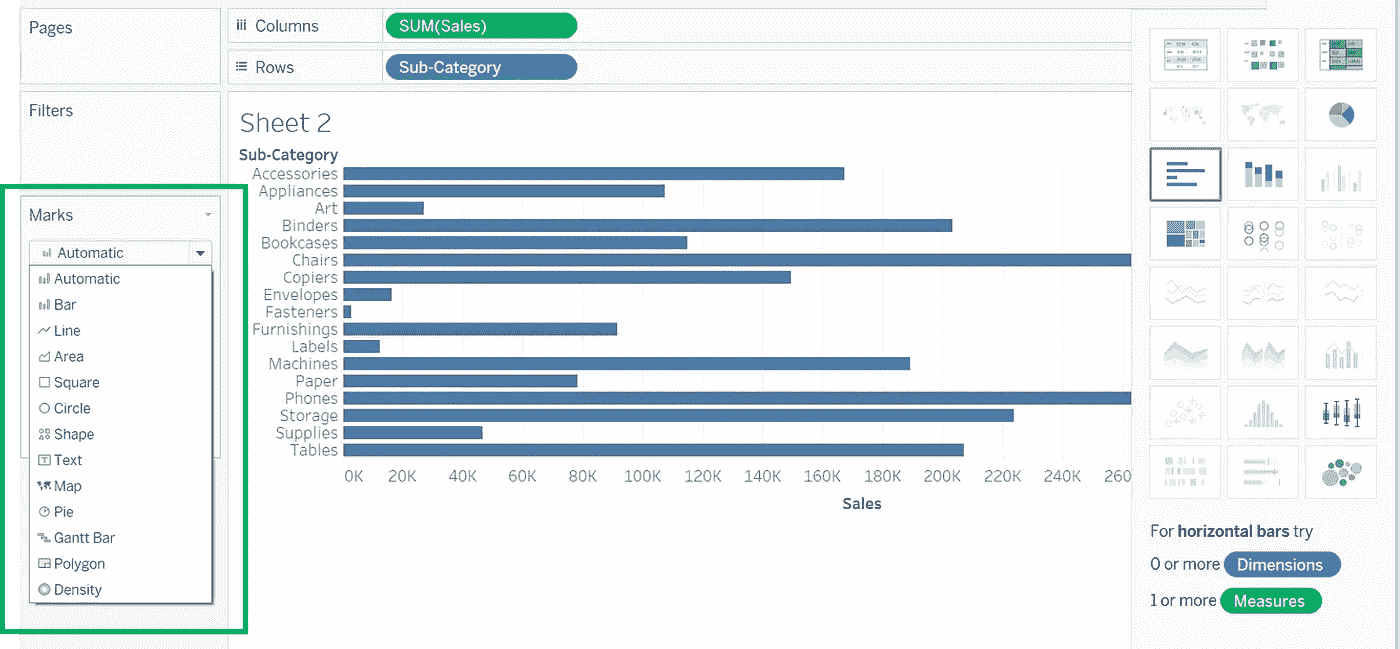 Pages
Columns
SUM(Sales)
Rows
Sub-Category
Filters
Marks
Automatic
Automatic
Bar
Line
Area
Square
Circle
Shape
Text
Map
Pie
Gantt Bar
Polygon
Density
Sheet 2
Sub-Category
Accessories
Appliances
Art
Binders
Bookcases
Chairs
Copiers
Envelopes
Fasteners
Furnishings
Labels
Machines
Paper
Phones
Storage
Supplies
Tables
0K 20K 40K 60K 80K 100K 120K 140K 160K 180K 200K 220K 240K 260
Sales
For horizontal bars try
0 or more Dimensions
1 or more Measures